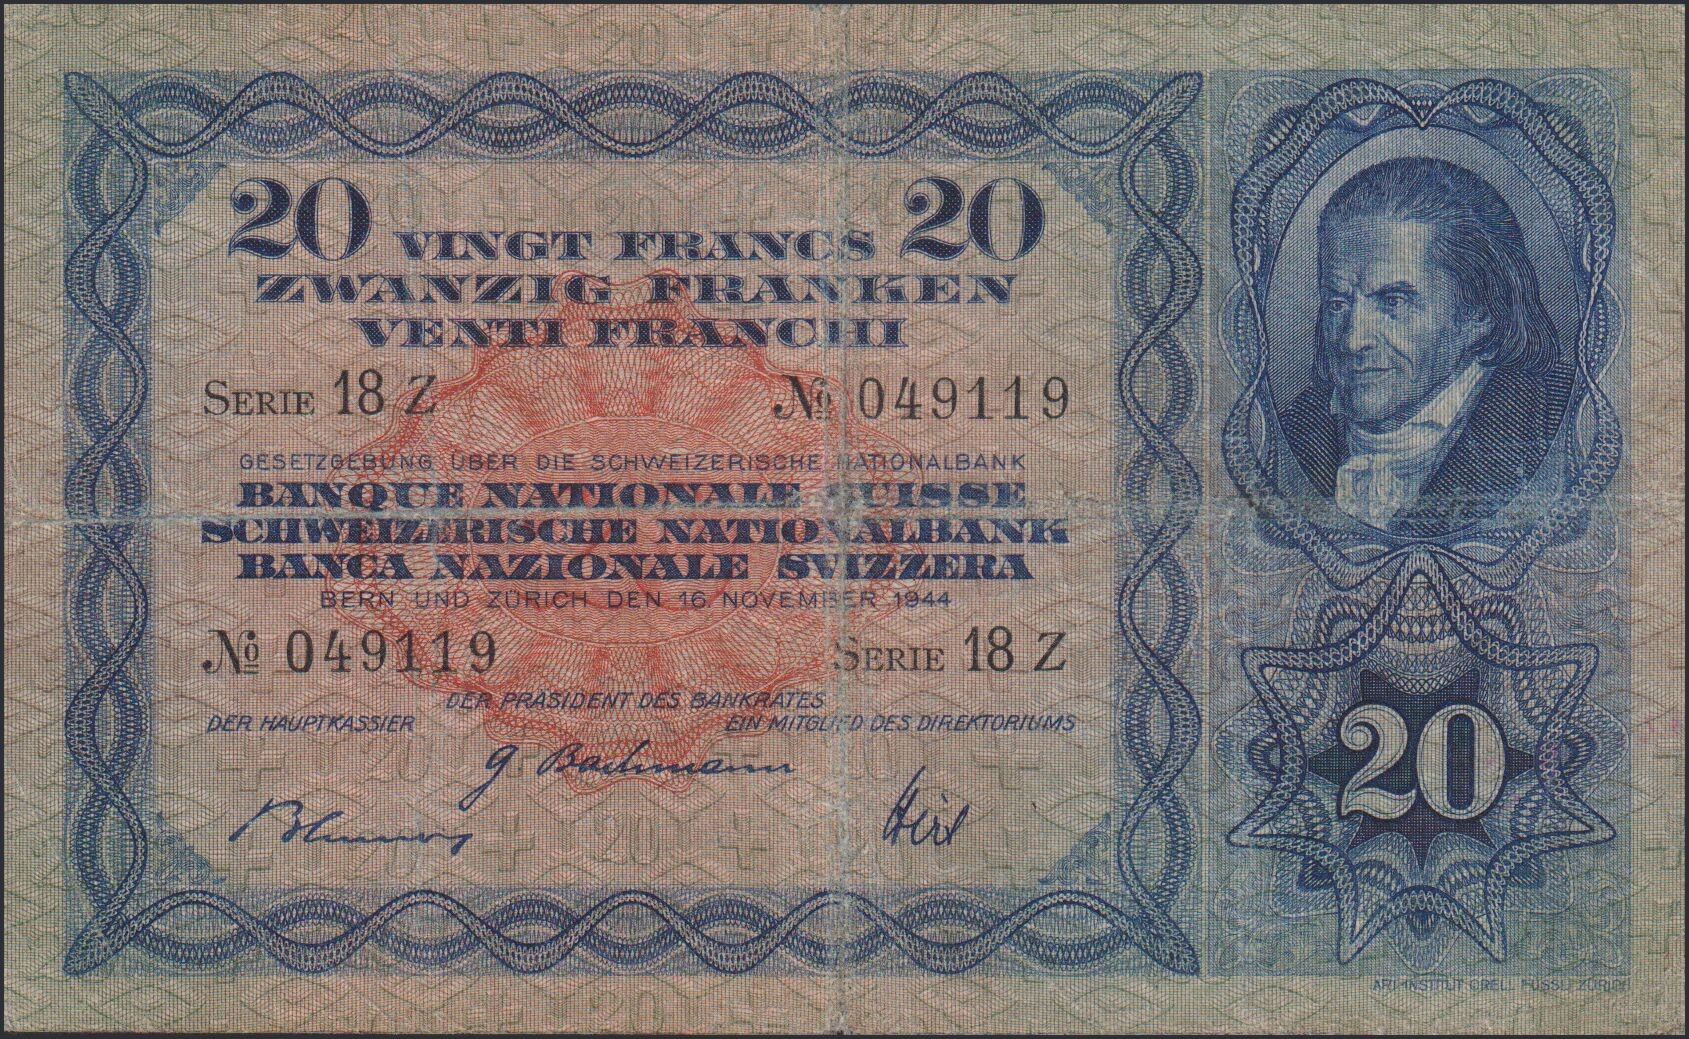 20 VINGT FRANCS 20
ZWANZIG FRANKEN
VENTI FRANCHI
SERIE 18 Z № 049119
GESETZGEBUNG ÜBER DIE SCHWEIZERISCHE NATIONALBANK
BANQUE NATIONALE SUISSE
SCHWEIZERISCHE NATIONALBANK
BANCA NAZIONALE SVIZZERA
BERN UND ZÜRICH DEN 16. NOVEMBER 1944
№ 049119 SERIE 18 Z
DER PRÄSIDENT DES BANKRATES
DER HAUPTKASSIER EIN MITGLIED DES DIREKTORIUMS
G Bachmann
Hirs
20
ART. INSTITUT ORELL FÜSSLI ZÜRICH